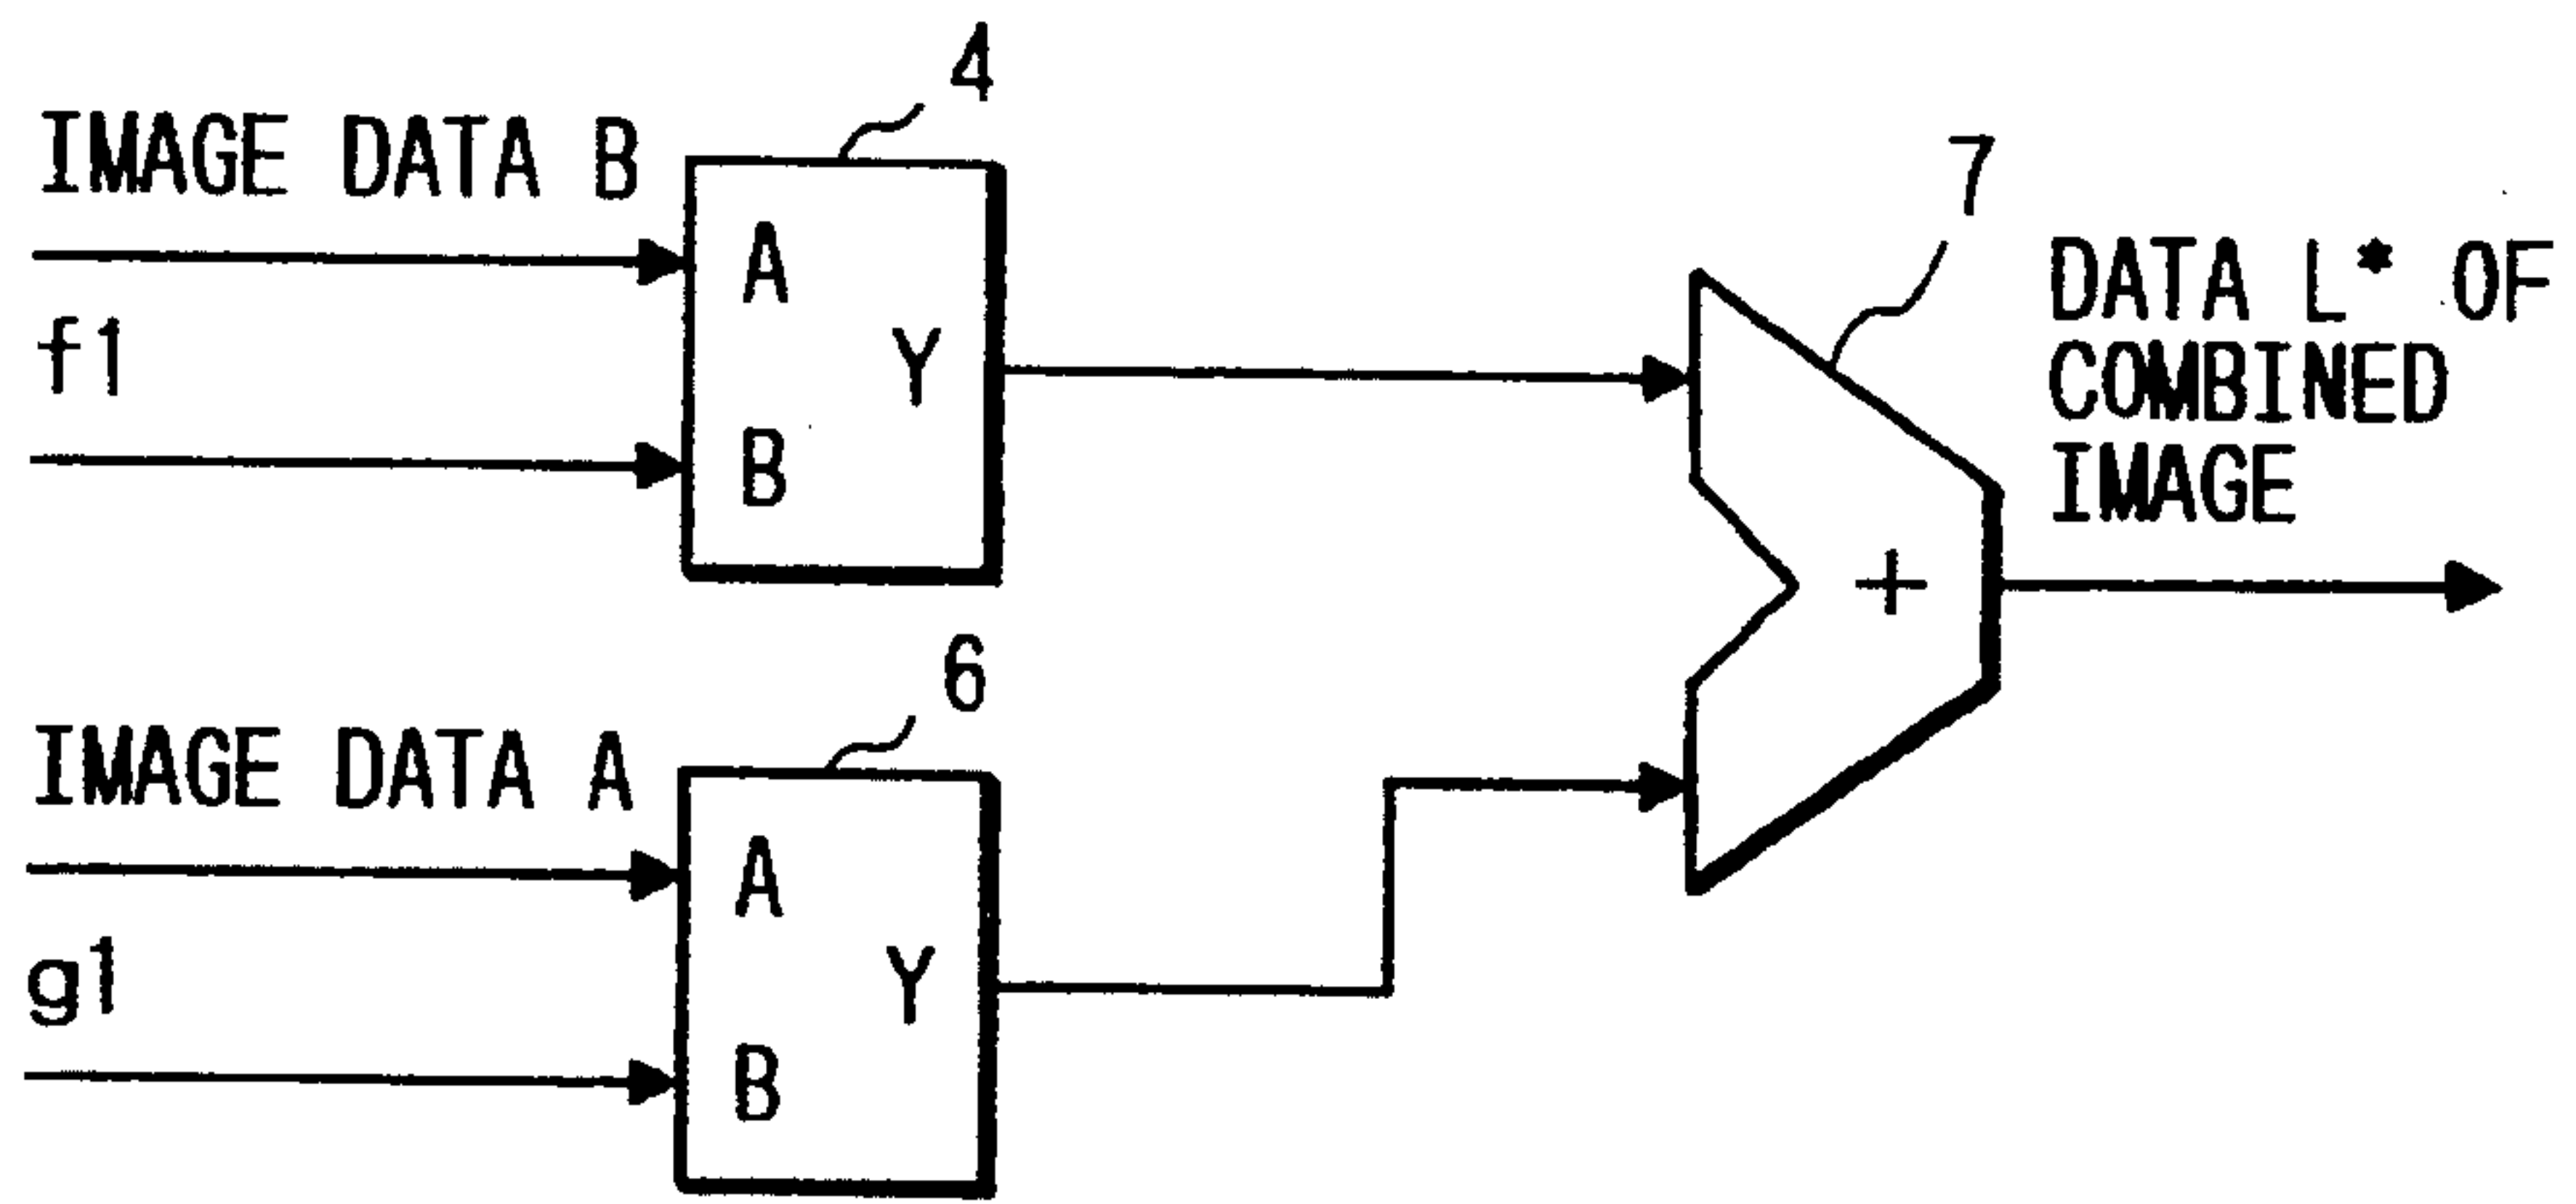 4
IMAGE DATA B
7
A
DATA L* OF
f1
Y
COMBINED
B
IMAGE
+
6
IMAGE DATA A
A
g1
Y
B